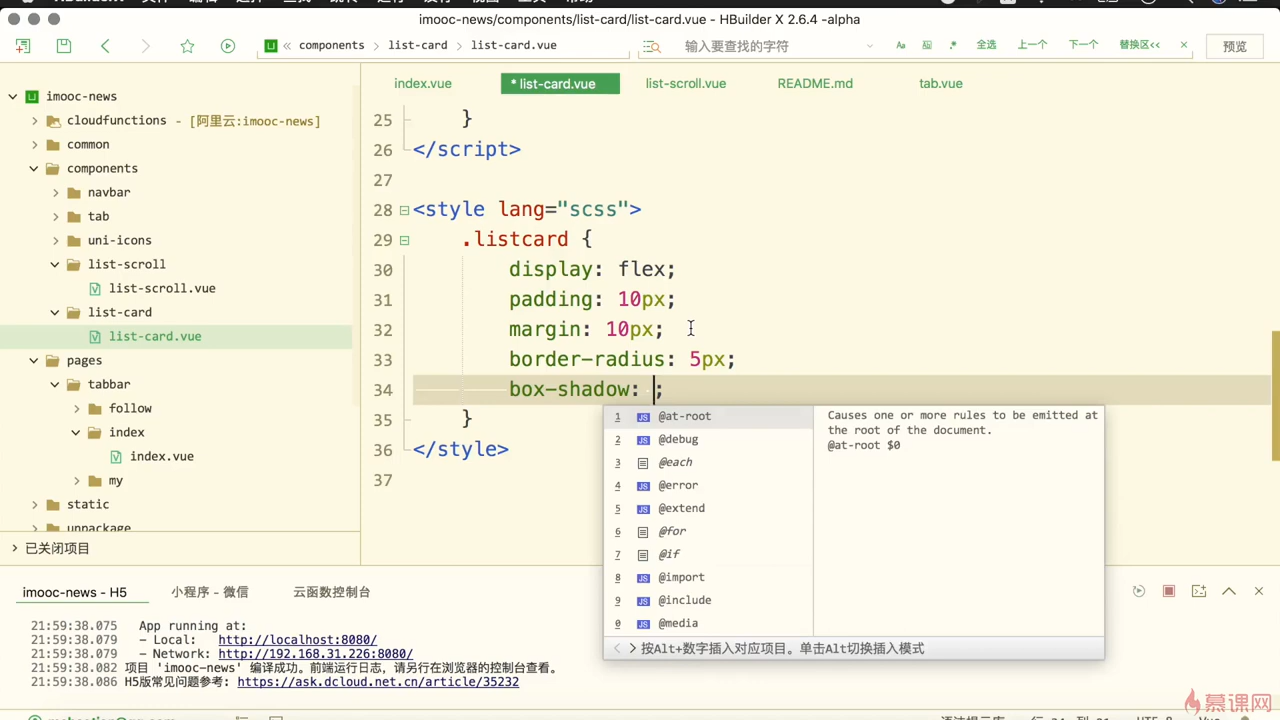 imooc-news/components/list-card/list-card.vue - HBuilder X 2.6.4 -alpha
« components > list-card > list-card.vue
输入要查找的字符
Aa
全选 上一个 下一个 替换区<<
预览
imooc-news
cloudfunctions - [阿里云:imooc-news]
common
components
navbar
tab
uni-icons
list-scroll
list-scroll.vue
list-card
list-card.vue
pages
tabbar
follow
index
index.vue
my
static
unpackage
已关闭项目
index.vue
* list-card.vue
list-scroll.vue
README.md
tab.vue
25 }
26 </script>
27
28 <style lang="scss">
29 .listcard {
30 display: flex;
31 padding: 10px;
32 margin: 10px;
33 border-radius: 5px;
34 box-shadow: ;
35 }
36 </style>
37
1 JS @at-root
2 JS @debug
3 @each
4 JS @error
5 JS @extend
6 @for
7 @if
8 JS @import
9 JS @include
0 JS @media
Causes one or more rules to be emitted at
the root of the document.
@at-root $0
按Alt+数字插入对应项目。单击Alt切换插入模式
imooc-news - H5
小程序 - 微信
云函数控制台
21:59:38.075 App running at:
21:59:38.079 - Local: http://localhost:8080/
21:59:38.079 - Network: http://192.168.31.226:8080/
21:59:38.082 项目 'imooc-news' 编译成功。前端运行日志，请另行在浏览器的控制台查看。
21:59:38.086 H5版常见问题参考: https://ask.dcloud.net.cn/article/35232
慕课网